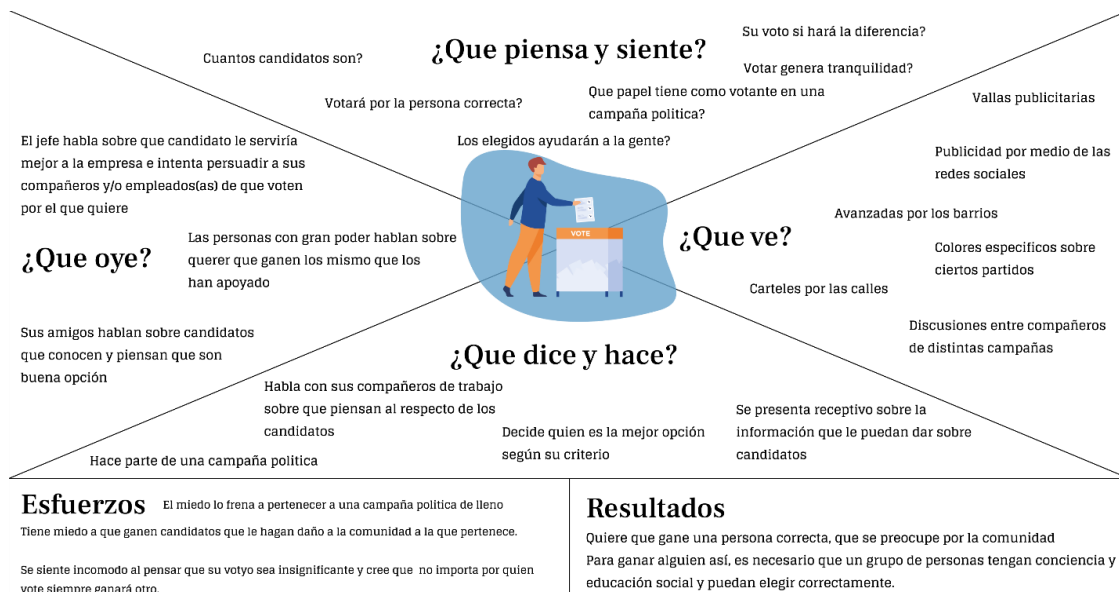 ¿Que piensa y siente?
Cuantos candidatos son?
Votará por la persona correcta?
Los elegidos ayudarán a la gente?
Que papel tiene como votante en una
campaña politica?
Su voto si hará la diferencia?
Votar genera tranquilidad?
¿Que oye?
El jefe habla sobre que candidato le serviría
mejor a la empresa e intenta persuadir a sus
compañeros y/o empleados(as) de que voten
por el que quiere
Las personas con gran poder hablan sobre
querer que ganen los mismo que los
han apoyado
Sus amigos hablan sobre candidatos
que conocen y piensan que son
buena opción
VOTE
¿Que ve?
Vallas publicitarias
Publicidad por medio de las
redes sociales
Avanzadas por los barrios
Colores especificos sobre
ciertos partidos
Carteles por las calles
Discusiones entre compañeros
de distintas campañas
¿Que dice y hace?
Habla con sus compañeros de trabajo
sobre que piensan al respecto de los
candidatos
Hace parte de una campaña politica
Decide quien es la mejor opción
según su criterio
Se presenta receptivo sobre la
información que le puedan dar sobre
candidatos
Esfuerzos
El miedo lo frena a pertenecer a una campaña politica de lleno
Tiene miedo a que ganen candidatos que le hagan daño a la comunidad a la que pertenece.
Se siente incomodo al pensar que su votyo sea insignificante y cree que no importa por quien
vote siempre ganará otro.
Resultados
Quiere que gane una persona correcta, que se preocupe por la comunidad
Para ganar alguien así, es necesario que un grupo de personas tengan conciencia y
educación social y puedan elegir correctamente.